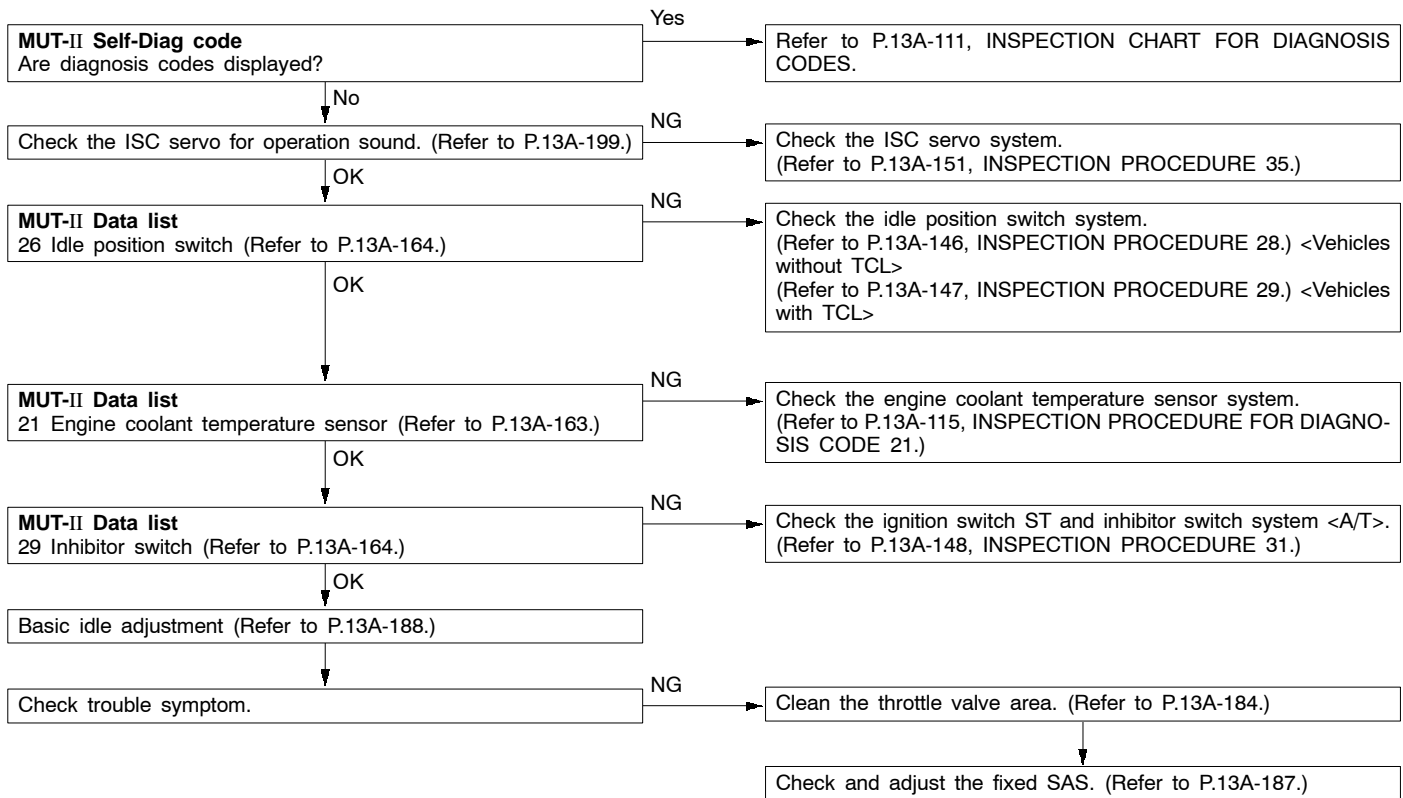 MUT-II Self-Diag code
Are diagnosis codes displayed?
Yes
Refer to P.13A-111, INSPECTION CHART FOR DIAGNOSIS
CODES.
No
Check the ISC servo for operation sound. (Refer to P.13A-199.)
NG
Check the ISC servo system.
(Refer to P.13A-151, INSPECTION PROCEDURE 35.)
OK
MUT-II Data list
26 Idle position switch (Refer to P.13A-164.)
NG
Check the idle position switch system.
(Refer to P.13A-146, INSPECTION PROCEDURE 28.) <Vehicles
without TCL>
(Refer to P.13A-147, INSPECTION PROCEDURE 29.) <Vehicles
with TCL>
OK
MUT-II Data list
21 Engine coolant temperature sensor (Refer to P.13A-163.)
NG
Check the engine coolant temperature sensor system.
(Refer to P.13A-115, INSPECTION PROCEDURE FOR DIAGNO-
SIS CODE 21.)
OK
MUT-II Data list
29 Inhibitor switch (Refer to P.13A-164.)
NG
Check the ignition switch ST and inhibitor switch system <A/T>.
(Refer to P.13A-148, INSPECTION PROCEDURE 31.)
OK
Basic idle adjustment (Refer to P.13A-188.)
Check trouble symptom.
NG
Clean the throttle valve area. (Refer to P.13A-184.)
Check and adjust the fixed SAS. (Refer to P.13A-187.)